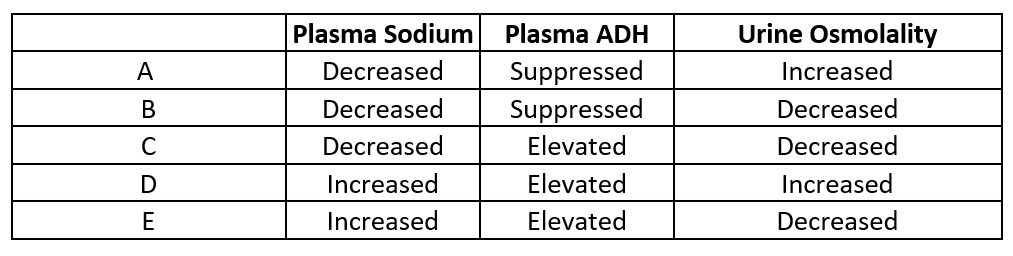 Plasma Sodium Plasma ADH Urine Osmolality
A Decreased Suppressed Increased
B Decreased Suppressed Decreased
C Decreased Elevated Decreased
D Increased Elevated Increased
E Increased Elevated Decreased